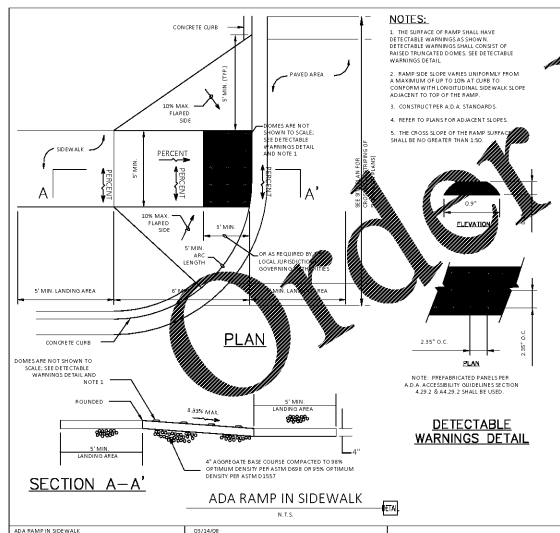 CONCRETE CURB
5' MIN. (TYP.)
10% MAX.
FLARED
SIDE
PAVED AREA
SIDEWALK
A
PERCENT
5' MIN.
PERCENT
PERCENT
PERCENT
A'
DOMES ARE NOT
SHOWN TO SCALE;
SEE DETECTABLE
WARNINGS DETAIL
AND NOTE 1
10% MAX.
FLARED
SIDE
5' MIN.
ARC
LENGTH
3' MIN.
OR AS REQUIRED BY
LOCAL JURISDICTION
GOVERNING
5' MIN. LANDING AREA
MIN. LANDING AREA
CONCRETE CURB
PLAN
NOTES:
1. THE SURFACE OF RAMP SHALL HAVE
DETECTABLE WARNINGS AS SHOWN.
DETECTABLE WARNINGS SHALL CONSIST OF
RAISED TRUNCATED DOMES. SEE DETECTABLE
WARNINGS DETAIL.
2. RAMP SIDE SLOPE VARIES UNIFORMLY FROM
A MAXIMUM OF UP TO 10% AT CURB TO
CONFORM WITH LONGITUDINAL SIDEWALK SLOPE
ADJACENT TO TOP OF THE RAMP.
3. CONSTRUCT PER A.D.A. STANDARDS.
4. REFER TO PLANS FOR ADJACENT SLOPES.
5. THE CROSS SLOPE OF THE RAMP SURFACE
SHALL BE NO GREATER THAN 1:50.
0.9"
ELEVATION
2.35" O.C.
2.35" O.C.
PLAN
NOTE: PREFABRICATED PANELS PER
A.D.A. ACCESSIBILITY GUIDELINES SECTION
4.29.2 & A4.29.2 SHALL BE USED.
DETECTABLE
WARNINGS DETAIL
DOMES ARE NOT SHOWN TO
SCALE; SEE DETECTABLE
WARNINGS DETAIL AND
NOTE 1
ROUNDED
8.33% MAX.
5' MIN.
LANDING AREA
5' MIN.
LANDING AREA
4"
4" AGGREGATE BASE COURSE COMPACTED TO 98%
OPTIMUM DENSITY PER ASTM D698 OR 95% OPTIMUM
DENSITY PER ASTM D1557
SECTION A-A'
ADA RAMP IN SIDEWALK
N.T.S.
DETAIL
ADA RAMP IN SIDEWALK
03/14/08
Order